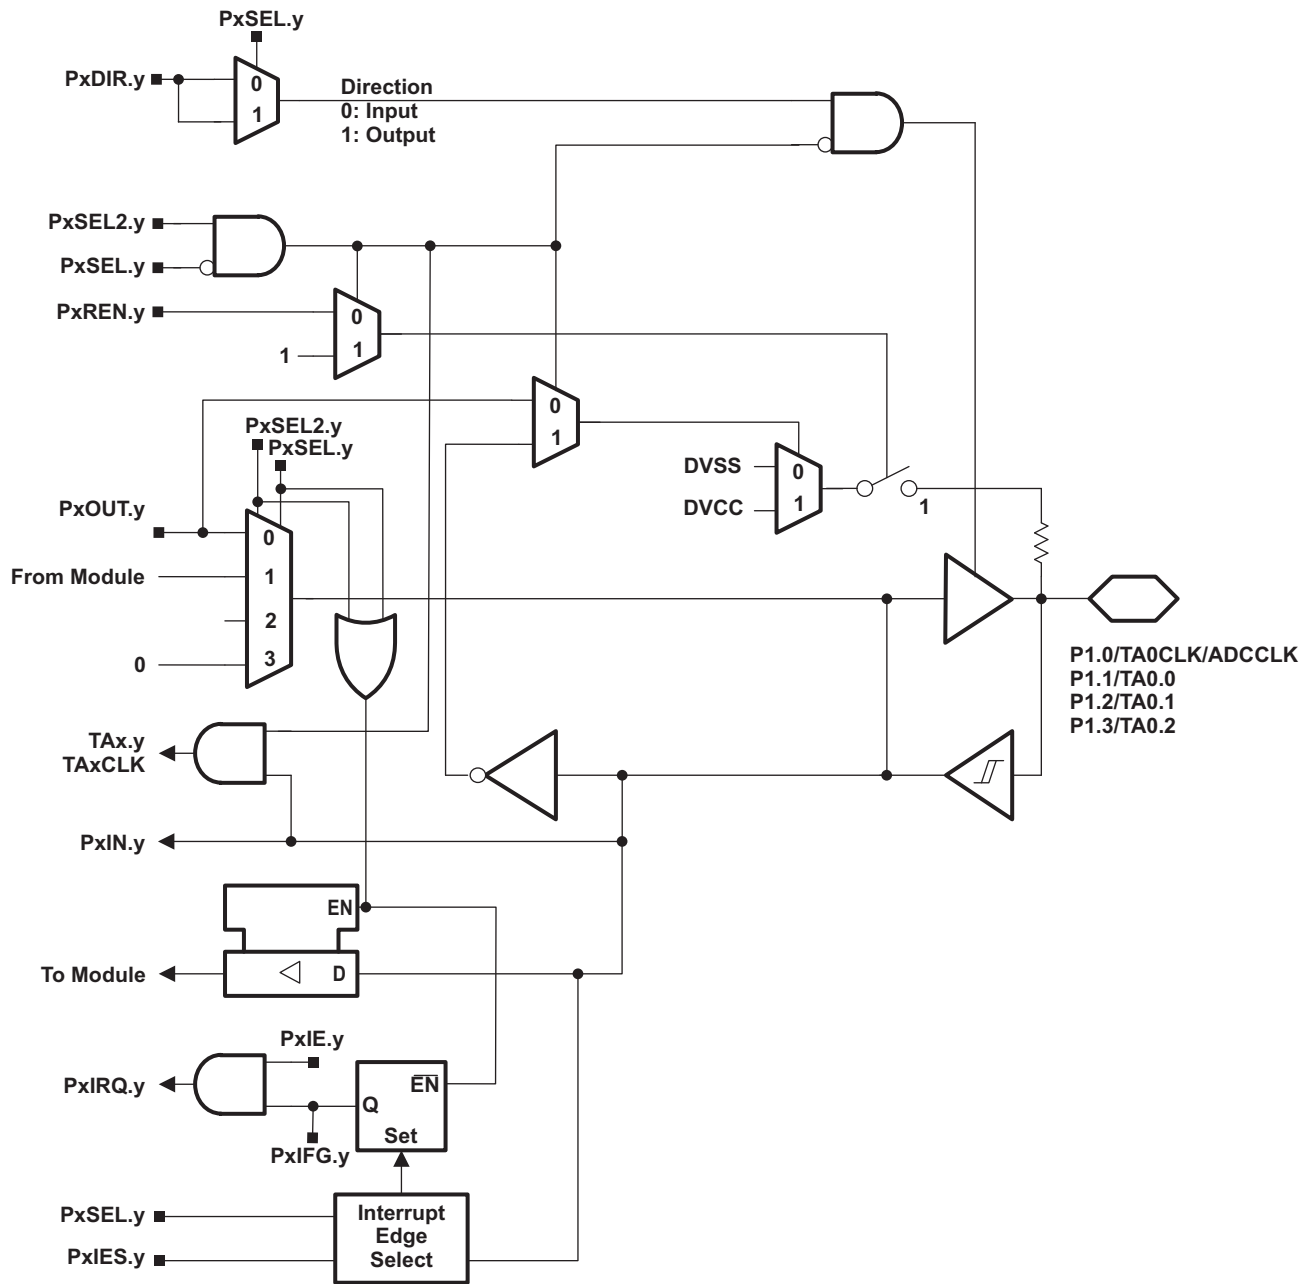 PxSEL.y
PxDIR.y
0
1
Direction
0: Input
1: Output
PxSEL2.y
PxSEL.y
PxREN.y
0
1
1
0
1
PxSEL2.y
PxSEL.y
DVSS
DVCC
0
1
1
PxOUT.y
0
From Module
1
2
0
3
P1.0/TA0CLK/ADCCLK
P1.1/TA0.0
P1.2/TA0.1
P1.3/TA0.2
TAx.y
TAxCLK
PxIN.y
EN
To Module
D
PxIE.y
PxIRQ.y
EN
Q
Set
PxIFG.y
PxSEL.y
PxIES.y
Interrupt
Edge
Select